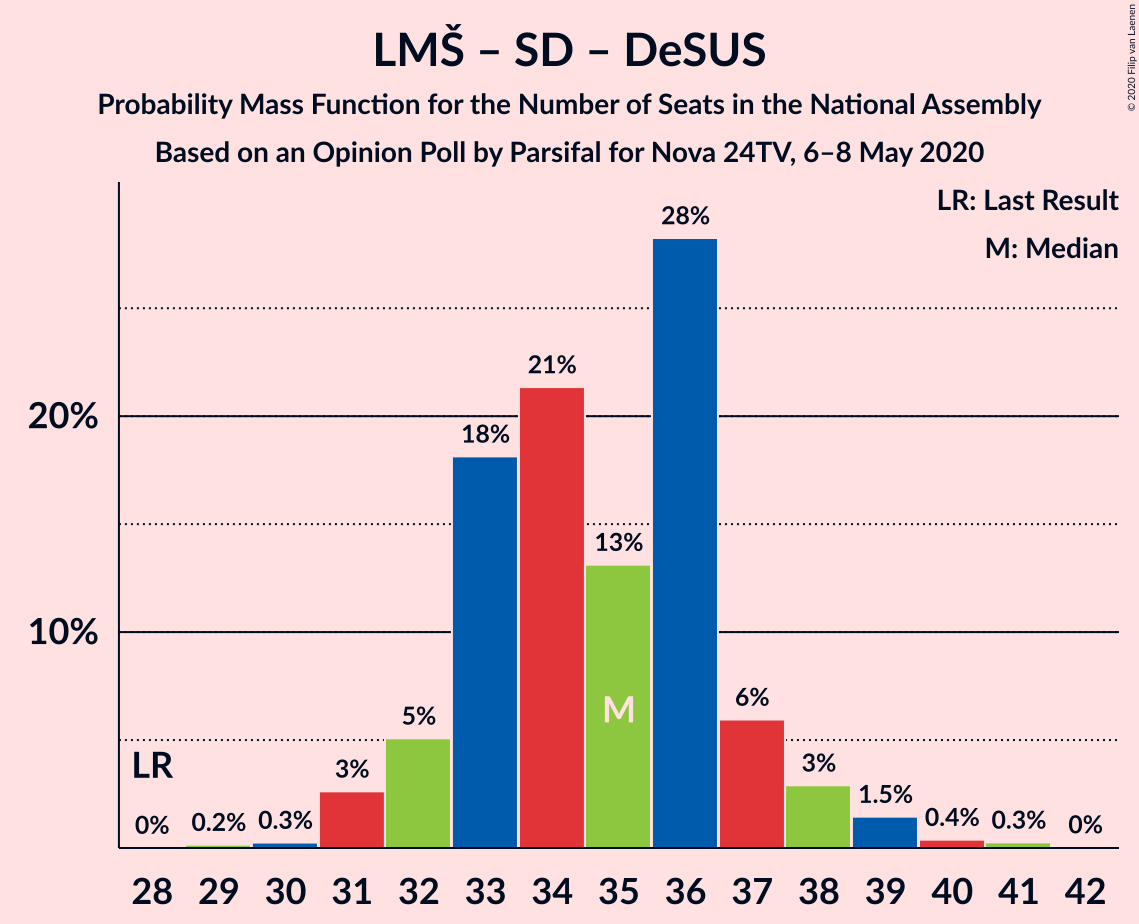 LMŠ – SD – DeSUS
Probability Mass Function for the Number of Seats in the National Assembly
Based on an Opinion Poll by Parsifal for Nova 24TV, 6–8 May 2020
© 2020 Filip van Laenen
LR: Last Result
M: Median
28%
21%
20%
18%
13%
10%
M
6%
5%
LR
3%
3%
1.5%
0%
0.2%
0.3%
0.4%
0.3%
0%
28 29 30 31 32 33 34 35 36 37 38 39 40 41 42